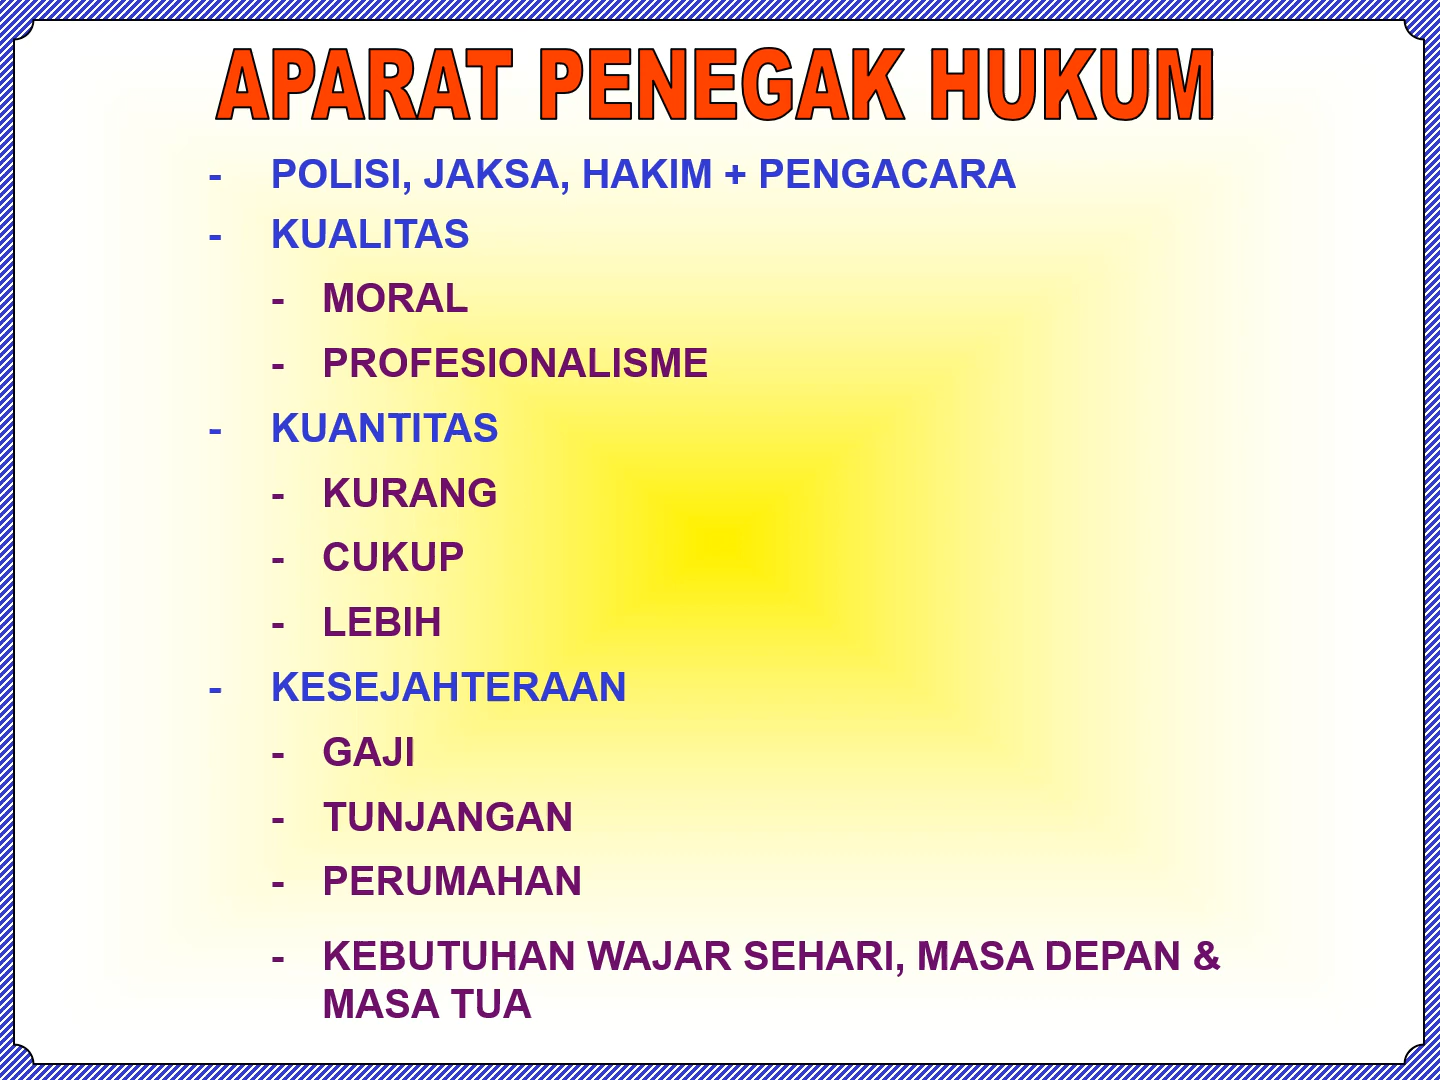 APARAT PENEGAK HUKUM
- POLISI, JAKSA, HAKIM + PENGACARA
- KUALITAS
- MORAL
- PROFESIONALISME
- KUANTITAS
- KURANG
- CUKUP
- LEBIH
- KESEJAHTERAAN
- GAJI
- TUNJANGAN
- PERUMAHAN
- KEBUTUHAN WAJAR SEHARI, MASA DEPAN &
MASA TUA